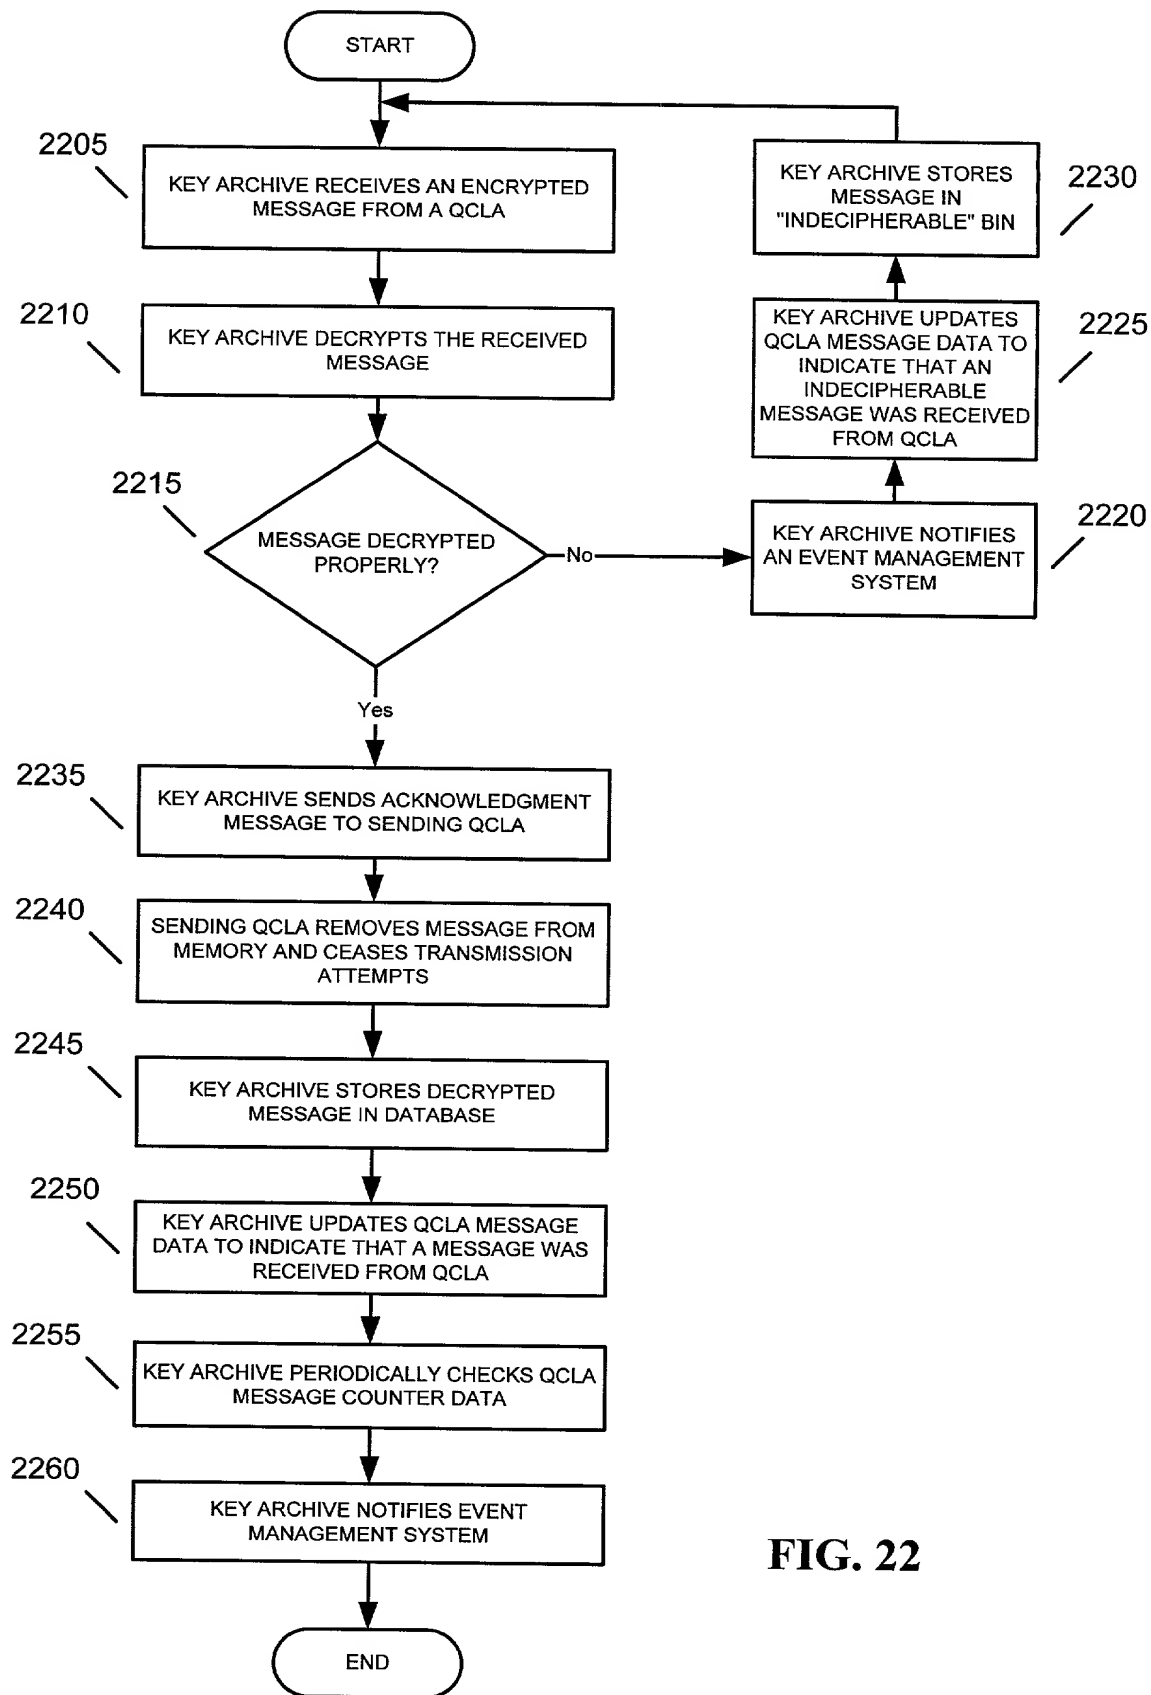 START
2205
KEY ARCHIVE RECEIVES AN ENCRYPTED
MESSAGE FROM A QCLA
2210
KEY ARCHIVE DECRYPTS THE RECEIVED
MESSAGE
2215
MESSAGE DECRYPTED
PROPERLY?
No
KEY ARCHIVE NOTIFIES
AN EVENT MANAGEMENT
SYSTEM
2220
KEY ARCHIVE UPDATES
QCLA MESSAGE DATA TO
INDICATE THAT AN
INDECIPHERABLE
MESSAGE WAS RECEIVED
FROM QCLA
2225
KEY ARCHIVE STORES
MESSAGE IN
"INDECIPHERABLE" BIN
2230
Yes
2235
KEY ARCHIVE SENDS ACKNOWLEDGMENT
MESSAGE TO SENDING QCLA
2240
SENDING QCLA REMOVES MESSAGE FROM
MEMORY AND CEASES TRANSMISSION
ATTEMPTS
2245
KEY ARCHIVE STORES DECRYPTED
MESSAGE IN DATABASE
2250
KEY ARCHIVE UPDATES QCLA MESSAGE
DATA TO INDICATE THAT A MESSAGE WAS
RECEIVED FROM QCLA
2255
KEY ARCHIVE PERIODICALLY CHECKS QCLA
MESSAGE COUNTER DATA
2260
KEY ARCHIVE NOTIFIES EVENT
MANAGEMENT SYSTEM
END
FIG. 22